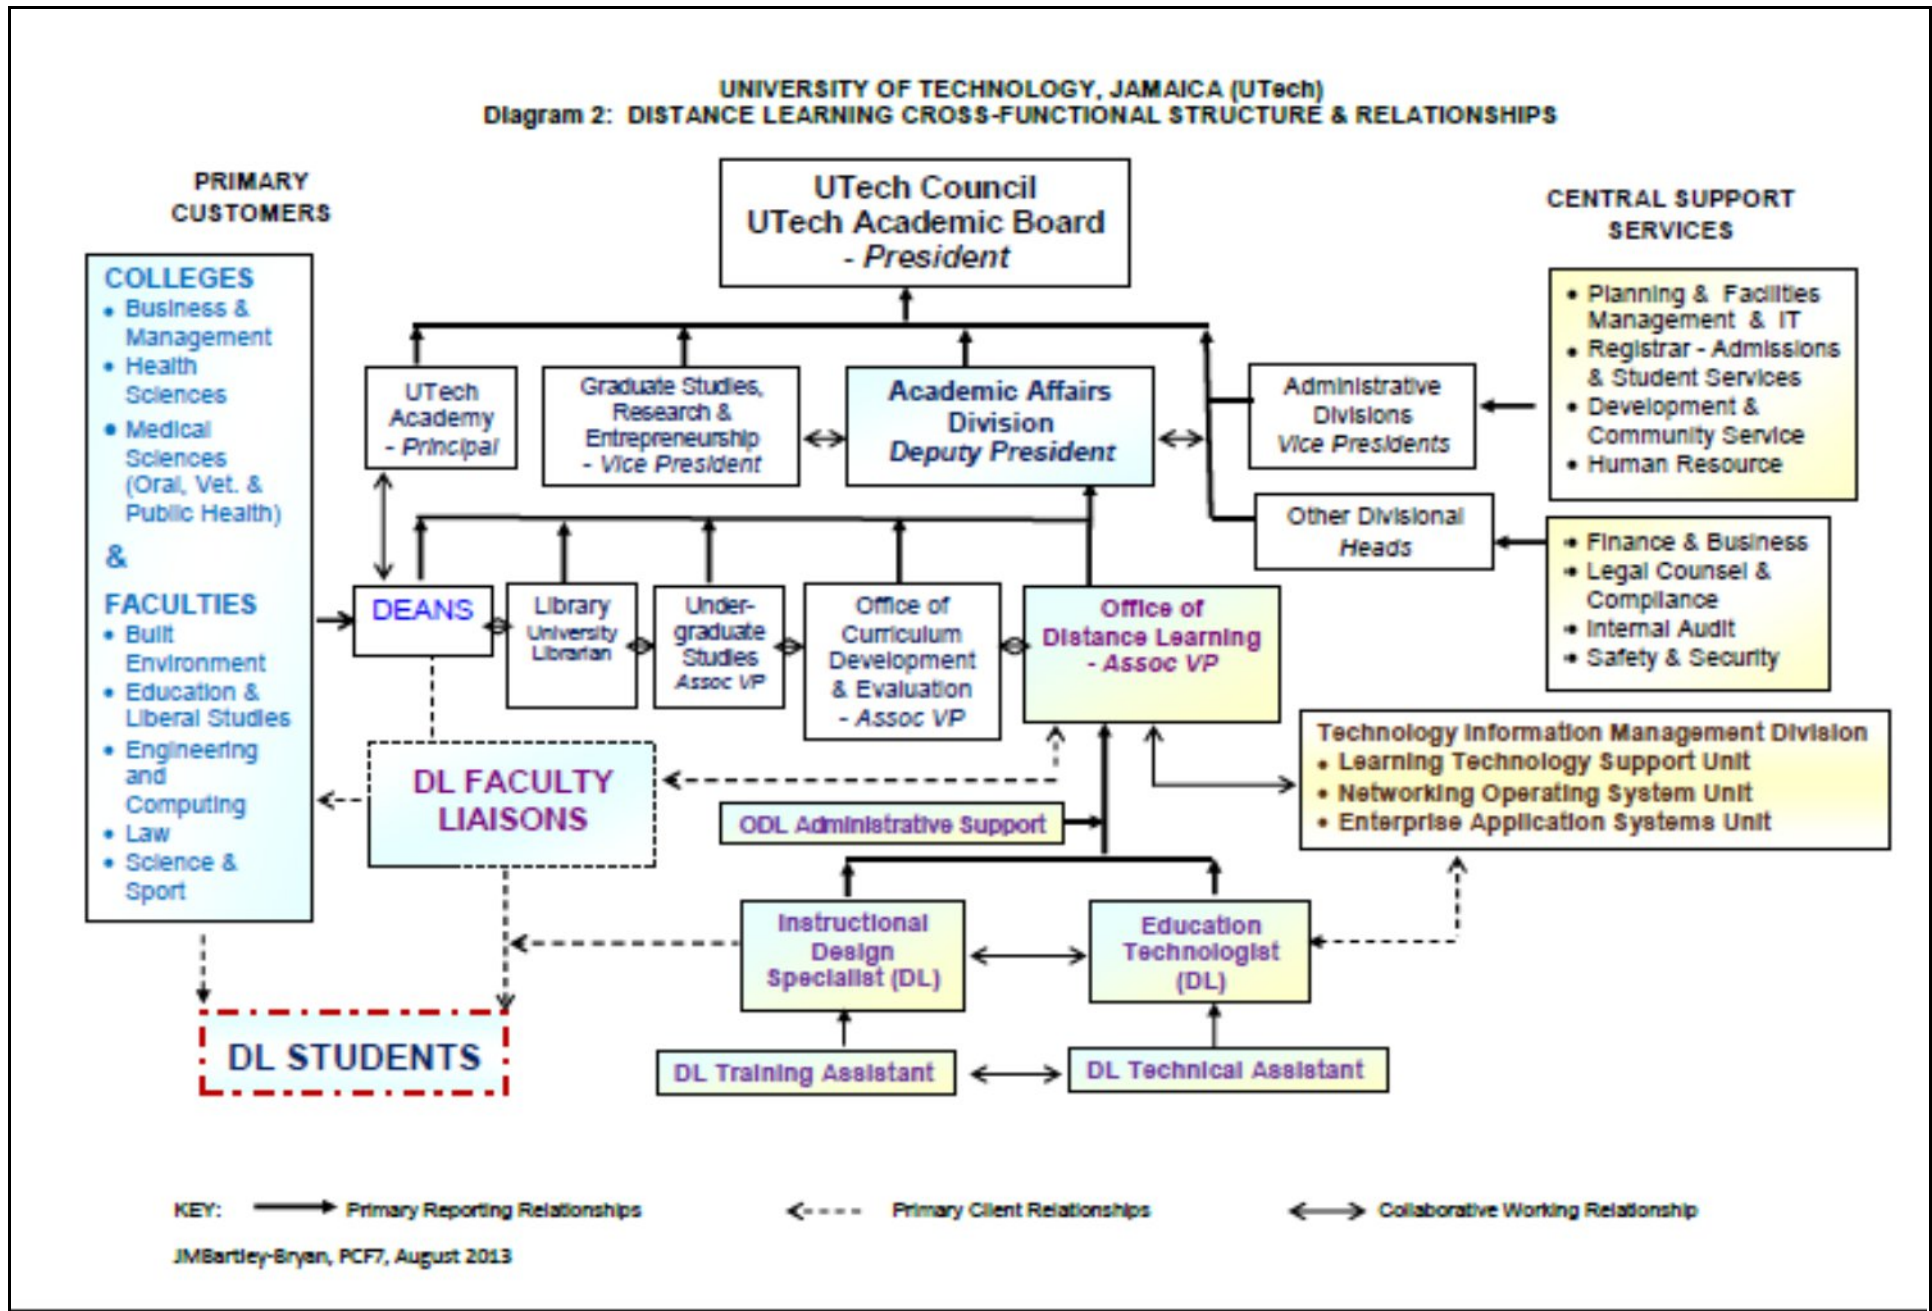 UNIVERSITY OF TECHNOLOGY, JAMAICA (UTech)
Diagram 2: DISTANCE LEARNING CROSS-FUNCTIONAL STRUCTURE & RELATIONSHIPS
PRIMARY
CUSTOMERS
COLLEGES
• Business &
Management
• Health
Sciences
• Medical
Sciences
(Oral, Vet. &
Public Health)
&
FACULTIES
• Built
Environment
• Education &
Liberal Studies
• Engineering
and
Computing
• Law
• Science &
Sport
UTech Council
UTech Academic Board
- President
CENTRAL SUPPORT
SERVICES
• Planning & Facilities
Management & IT
• Registrar - Admissions
& Student Services
• Development &
Community Service
• Human Resource
UTech
Academy
- Principal
Graduate Studies,
Research &
Entrepreneurship
- Vice President
Academic Affairs
Division
Deputy President
Administrative
Divisions
Vice Presidents
Other Divisional
Heads
• Finance & Business
• Legal Counsel &
Compliance
• Internal Audit
• Safety & Security
DEANS
Library
University
Librarian
Under-
graduate
Studies
Assoc VP
Office of
Curriculum
Development
& Evaluation
- Assoc VP
Office of
Distance Learning
- Assoc VP
Technology Information Management Division
• Learning Technology Support Unit
• Networking Operating System Unit
• Enterprise Application Systems Unit
DL FACULTY
LIAISONS
ODL Administrative Support
Instructional
Design
Specialist (DL)
Education
Technologist
(DL)
DL STUDENTS
DL Training Assistant
DL Technical Assistant
KEY:
Primary Reporting Relationships
Primary Client Relationships
Collaborative Working Relationship
JMBartley-Bryan, PCF7, August 2013